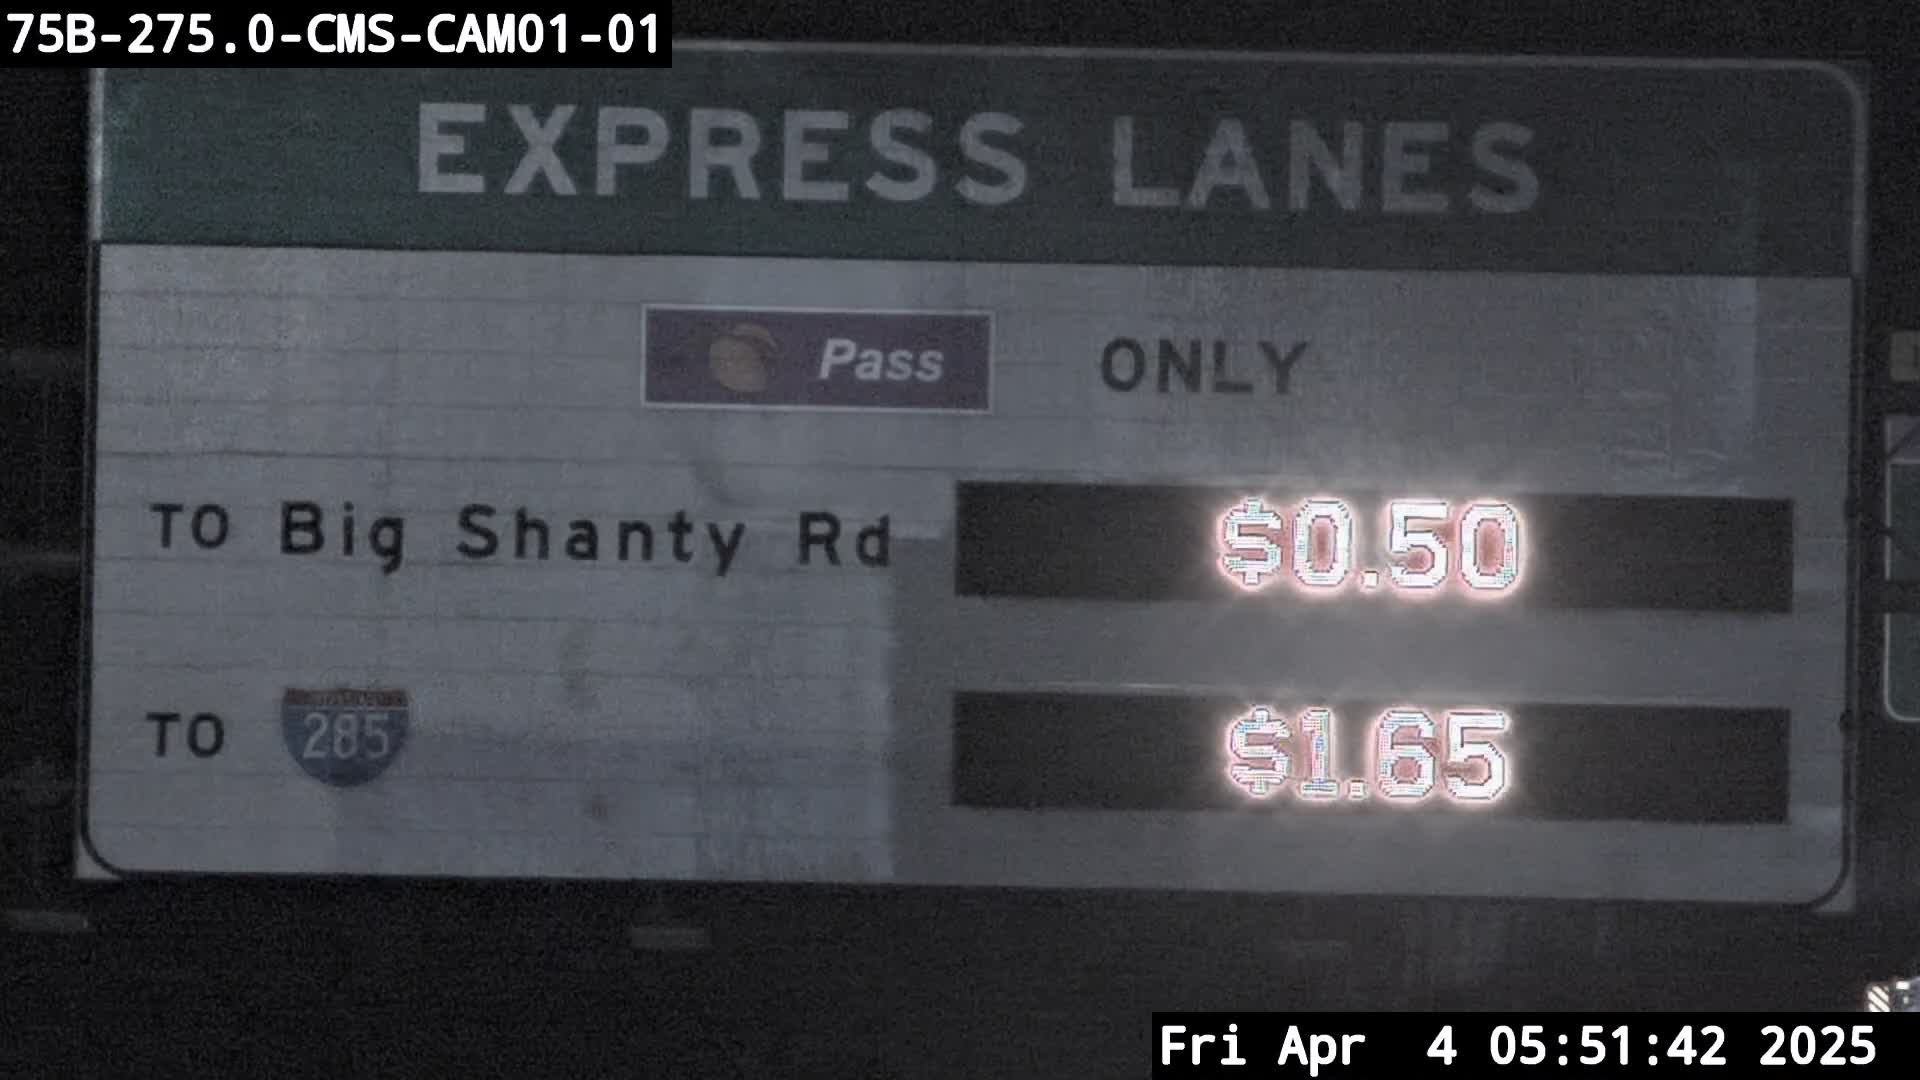 75B-275.0-CMS-CAM01-01
EXPRESS LANES
Pass ONLY
TO Big Shanty Rd $0.50
TO 285 $1.65
Fri Apr 4 05:51:42 2025